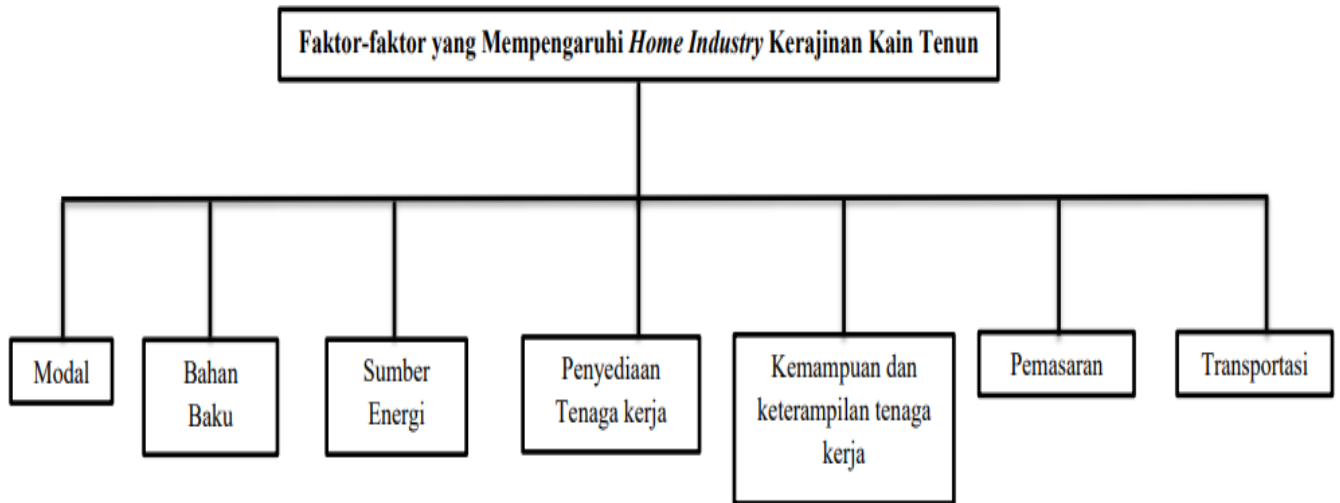 Faktor-faktor yang Mempengaruhi Home Industry Kerajinan Kain Tenun
Modal
Bahan
Baku
Sumber
Energi
Penyediaan
Tenaga kerja
Kemampuan dan
keterampilan tenaga
kerja
Pemasaran
Transportasi